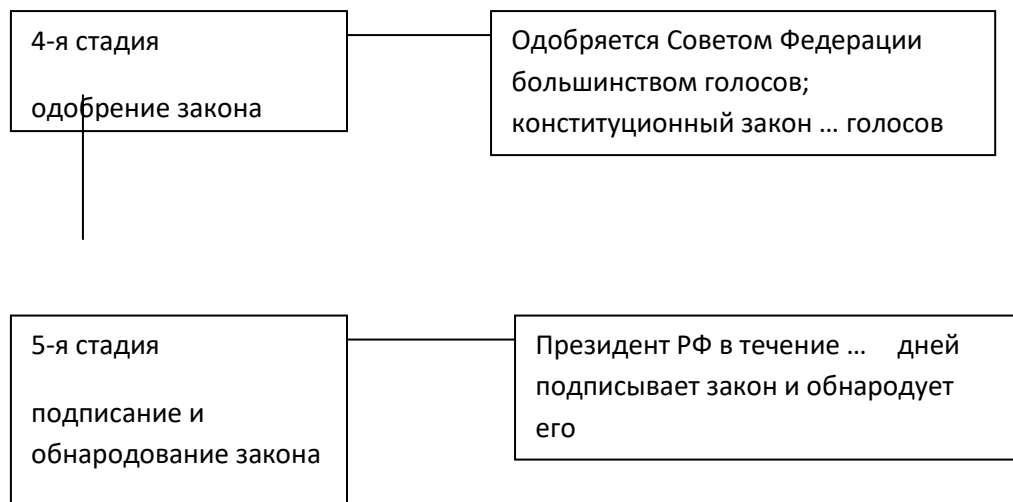 4-я стадия
одобрение закона
Одобряется Советом Федерации
большинством голосов;
конституционный закон ... голосов
5-я стадия
подписание и
обнародование закона
Президент РФ в течение ... дней
подписывает закон и обнародует
его